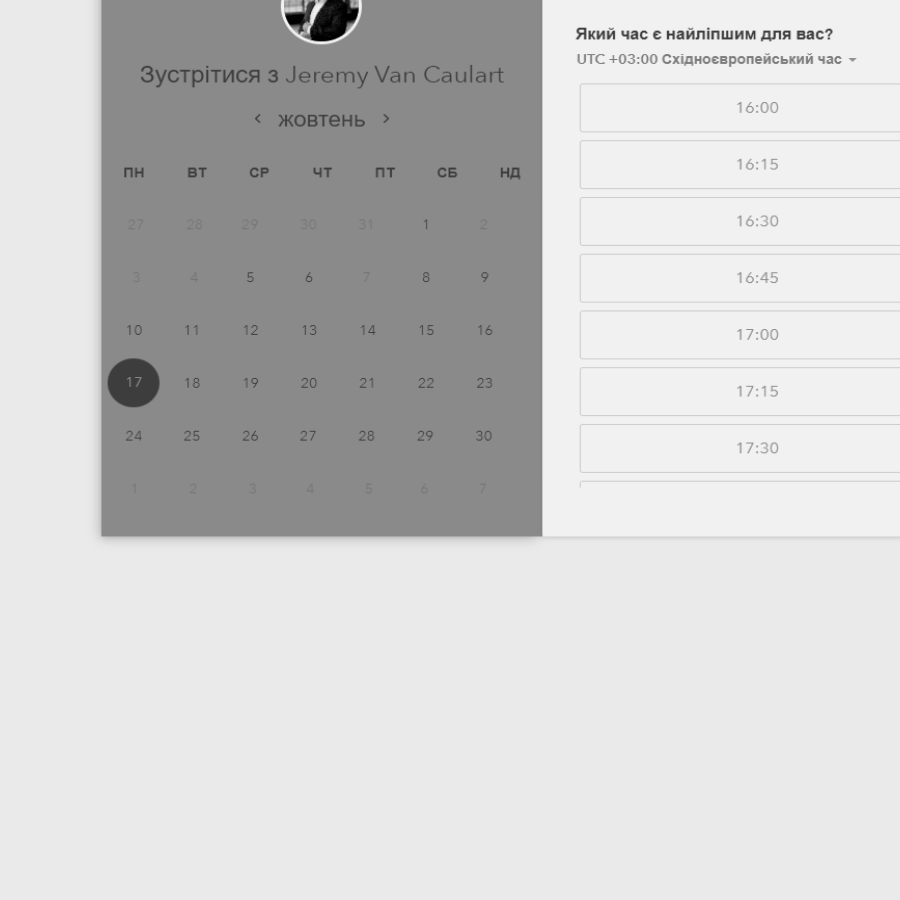 Зустрітися з Jeremy Van Caulart
‹ жовтень ›
ПН ВТ СР ЧТ ПТ СБ НД
27 28 29 30 31 1 2
3 4 5 6 7 8 9
10 11 12 13 14 15 16
17 18 19 20 21 22 23
24 25 26 27 28 29 30
1 2 3 4 5 6 7
Який час є найліпшим для вас?
UTC +03:00 Східноєвропейський час
16:00
16:15
16:30
16:45
17:00
17:15
17:30